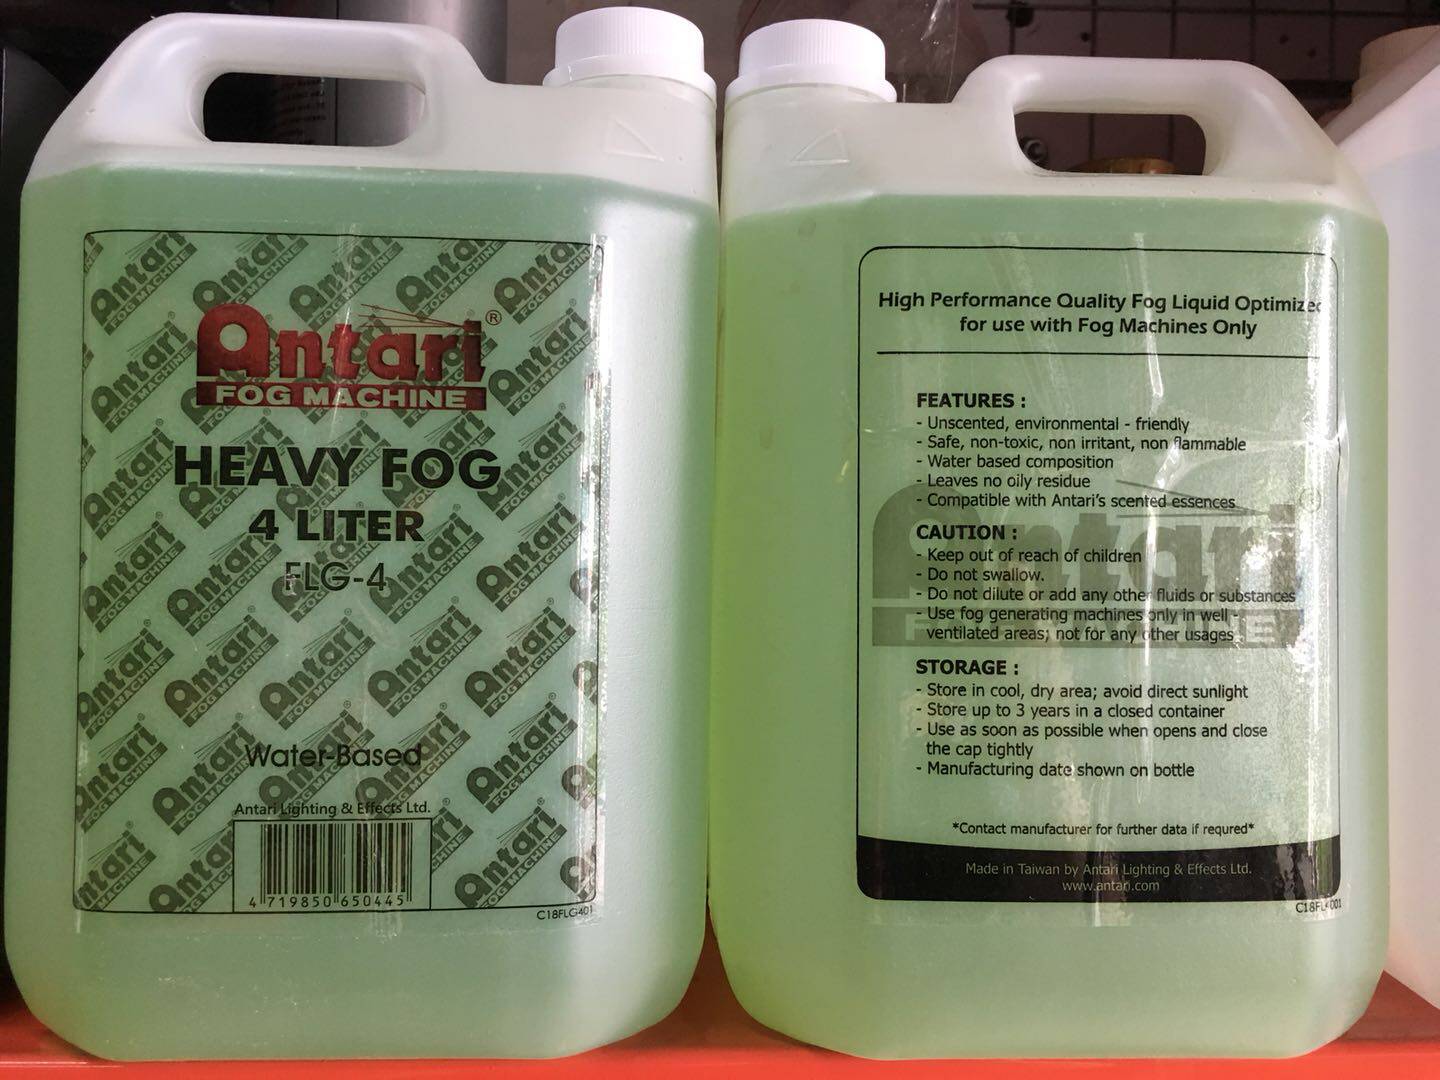 Antari®
FOG MACHINE
HEAVY FOG
4 LITER
FLG-4
Water-Based
Antari Lighting & Effects Ltd.
4 719850 650445
C18FLG401
High Performance Quality Fog Liquid Optimized
for use with Fog Machines Only
FEATURES :
- Unscented, environmental - friendly
- Safe, non-toxic, non irritant, non flammable
- Water based composition
- Leaves no oily residue
- Compatible with Antari's scented essences
CAUTION :
- Keep out of reach of children
- Do not swallow.
- Do not dilute or add any other fluids or substances
- Use fog generating machines only in well -
ventilated areas; not for any other usages
STORAGE :
- Store in cool, dry area; avoid direct sunlight
- Store up to 3 years in a closed container
- Use as soon as possible when opens and close
the cap tightly
- Manufacturing date shown on bottle
*Contact manufacturer for further data if requred*
Made in Taiwan by Antari Lighting & Effects Ltd.
www.antari.com
Antari®
FOG MACHINE